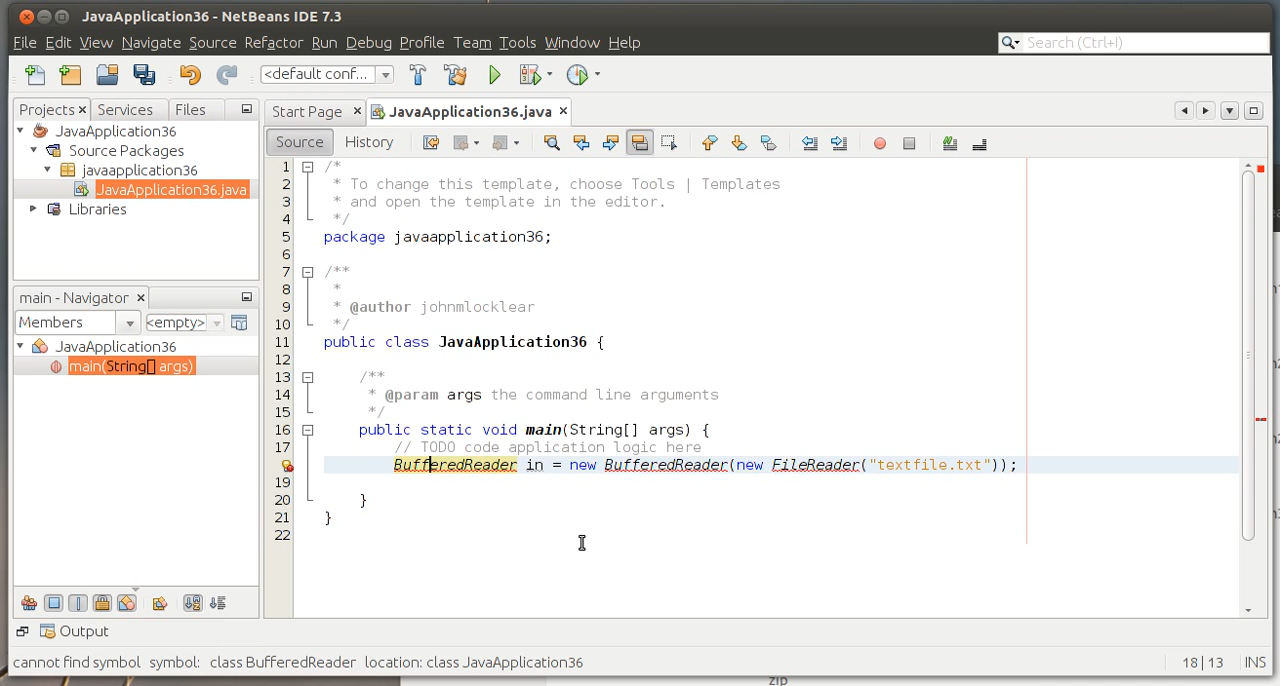 JavaApplication36 - NetBeans IDE 7.3
File Edit View Navigate Source Refactor Run Debug Profile Team Tools Window Help
Search (Ctrl+I)
<default conf...
Projects Services Files
Start Page JavaApplication36.java
JavaApplication36
Source Packages
javaapplication36
JavaApplication36.java
Libraries
Source History
main - Navigator
Members <empty>
JavaApplication36
main(String[] args)
1 /*
2 * To change this template, choose Tools | Templates
3 * and open the template in the editor.
4 */
5 package javaapplication36;
6
7 /**
8 *
9 * @author johnmlocklear
10 */
11 public class JavaApplication36 {
12
13 /**
14 * @param args the command line arguments
15 */
16 public static void main(String[] args) {
17 // TODO code application logic here
BufferedReader in = new BufferedReader(new FileReader("textfile.txt"));
19
20 }
21 }
22
Output
cannot find symbol symbol: class BufferedReader location: class JavaApplication36
18|13 INS
zip